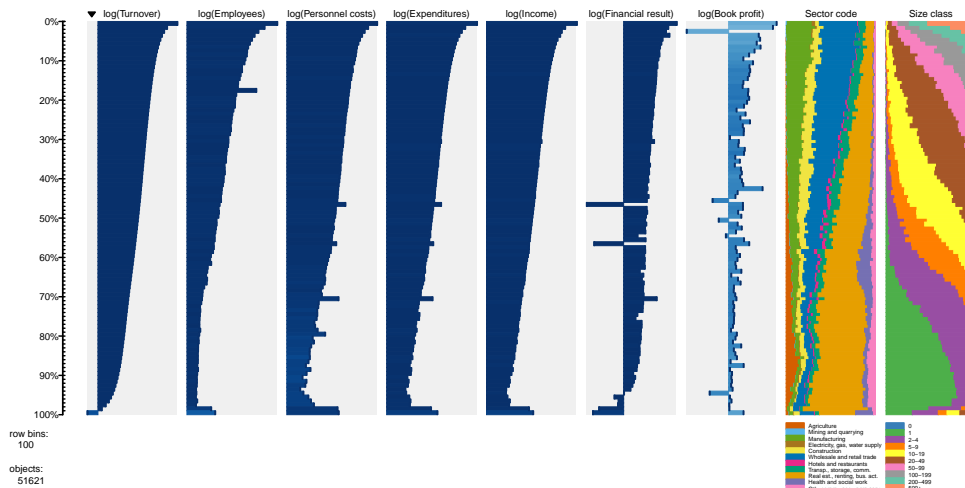 log(Turnover) log(Employees) log(Personnel costs) log(Expenditures) log(Income) log(Financial result) log(Book profit) Sector code Size class
0%
10%
20%
30%
40%
50%
60%
70%
80%
90%
100%
row bins:
100
objects:
51621
Agriculture
Mining and quarrying
Manufacturing
Electricity, gas, water supply
Construction
Wholesale and retail trade
Hotels and restaurants
Transp., storage, comm.
Real est., renting, bus. act.
Health and social work
0
1
2–4
5–9
10–19
20–49
50–99
100–199
200–499